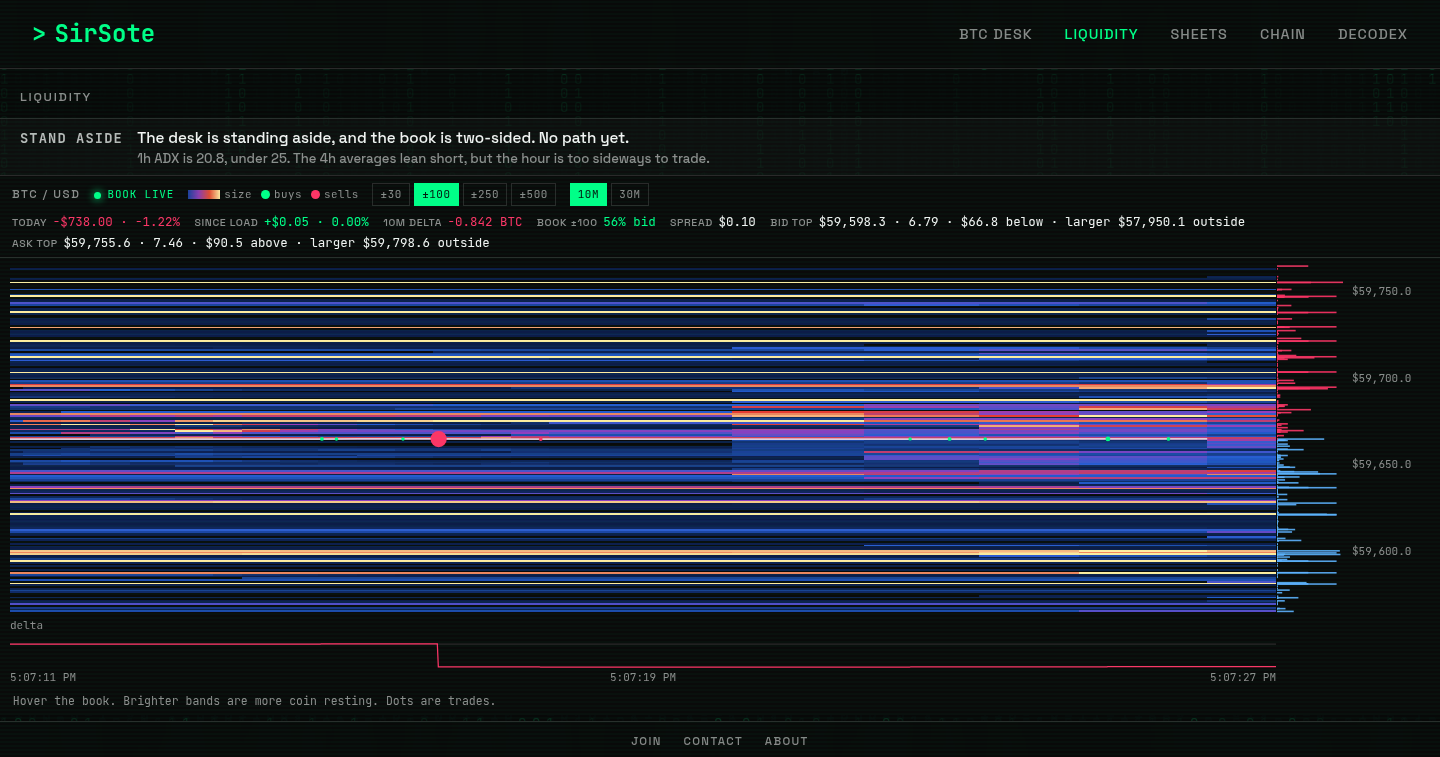 > SirSote
BTC DESK LIQUIDITY SHEETS CHAIN DECODEX
LIQUIDITY
STAND ASIDE The desk is standing aside, and the book is two-sided. No path yet.
1h ADX is 20.8, under 25. The 4h averages lean short, but the hour is too sideways to trade.
BTC / USD BOOK LIVE size buys sells ±30 ±100 ±250 ±500 10M 30M
TODAY -$738.00 · -1.22% SINCE LOAD +$0.05 · 0.00% 10M DELTA -0.842 BTC BOOK ±100 56% bid SPREAD $0.10 BID TOP $59,598.3 · 6.79 · $66.8 below · larger $57,950.1 outside
ASK TOP $59,755.6 · 7.46 · $90.5 above · larger $59,798.6 outside
$59,750.0
$59,700.0
$59,650.0
$59,600.0
delta
5:07:11 PM 5:07:19 PM 5:07:27 PM
Hover the book. Brighter bands are more coin resting. Dots are trades.
JOIN CONTACT ABOUT